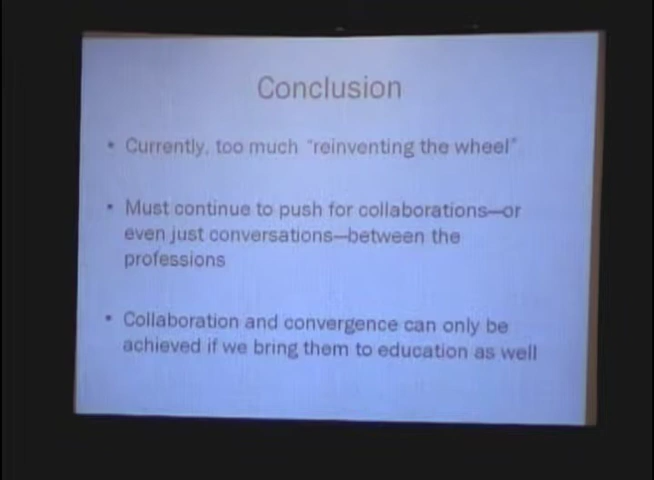 Conclusion
• Currently, too much "reinventing the wheel"
• Must continue to push for collaborations—or
even just conversations—between the
professions
• Collaboration and convergence can only be
achieved if we bring them to education as well